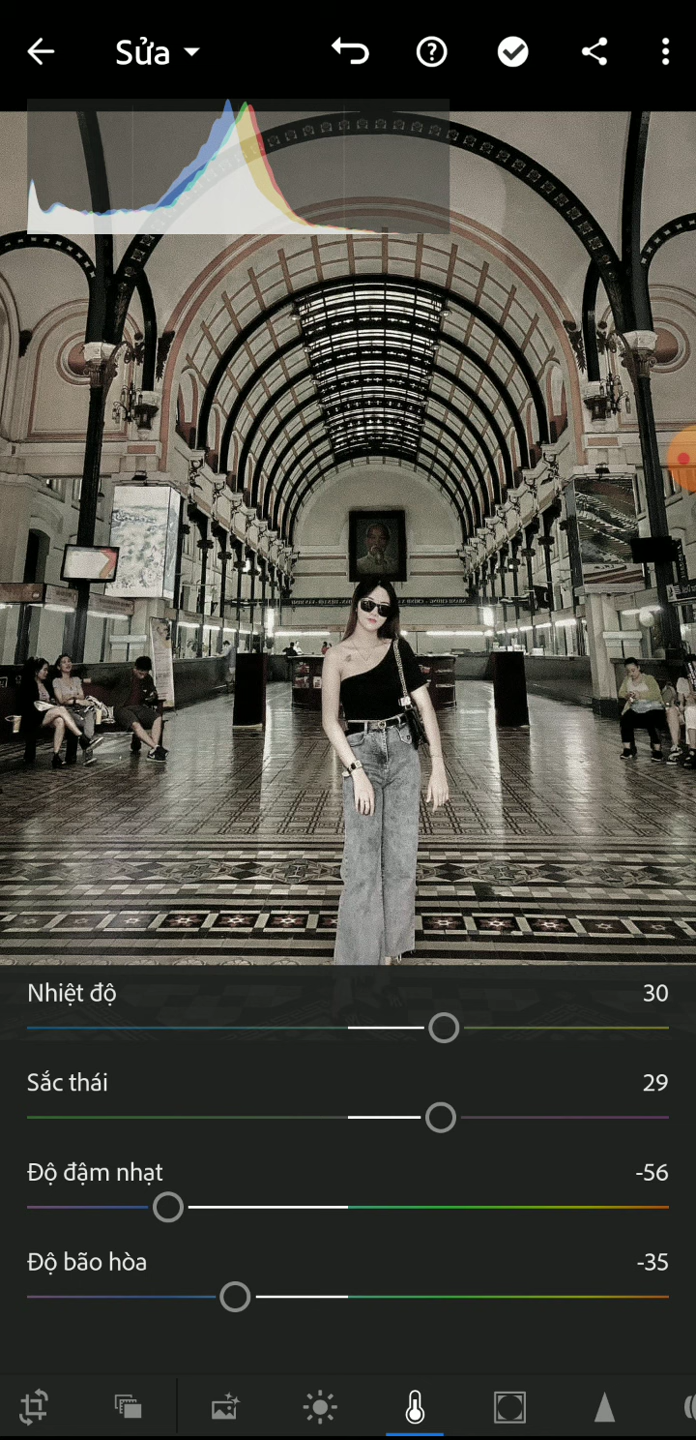 Sửa
Nhiệt độ 30
Sắc thái 29
Độ đậm nhạt -56
Độ bão hòa -35